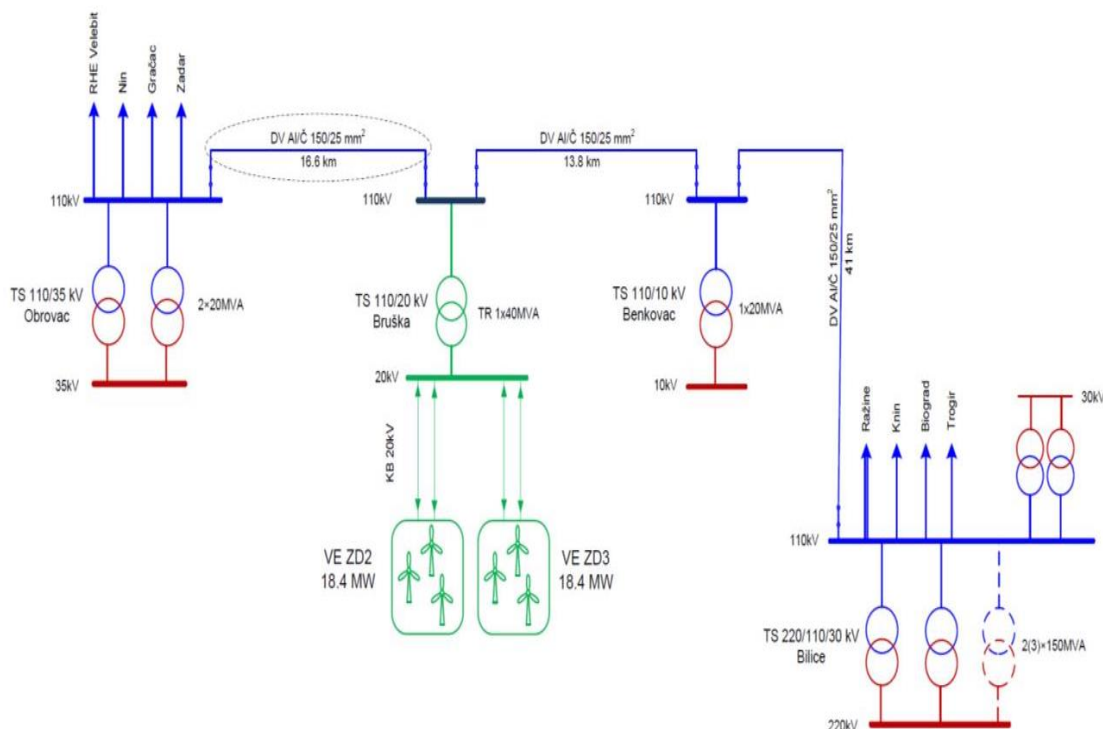 RHE Velebit
Nin
Gračac
Zadar
DV Al/Č 150/25 mm²
16.6 km
DV Al/Č 150/25 mm²
13.8 km
110kV
110kV
110kV
DV Al/Č 150/25 mm²
41 km
TS 110/35 kV
Obrovac
2×20MVA
TS 110/20 kV
Bruška
TR 1x40MVA
TS 110/10 kV
Benkovac
1x20MVA
35kV
20kV
10kV
KB 20kV
VE ZD2
18.4 MW
VE ZD3
18.4 MW
Ražine
Knin
Biograd
Trogir
30kV
110kV
TS 220/110/30 kV
Bilice
2(3)×150MVA
220kV